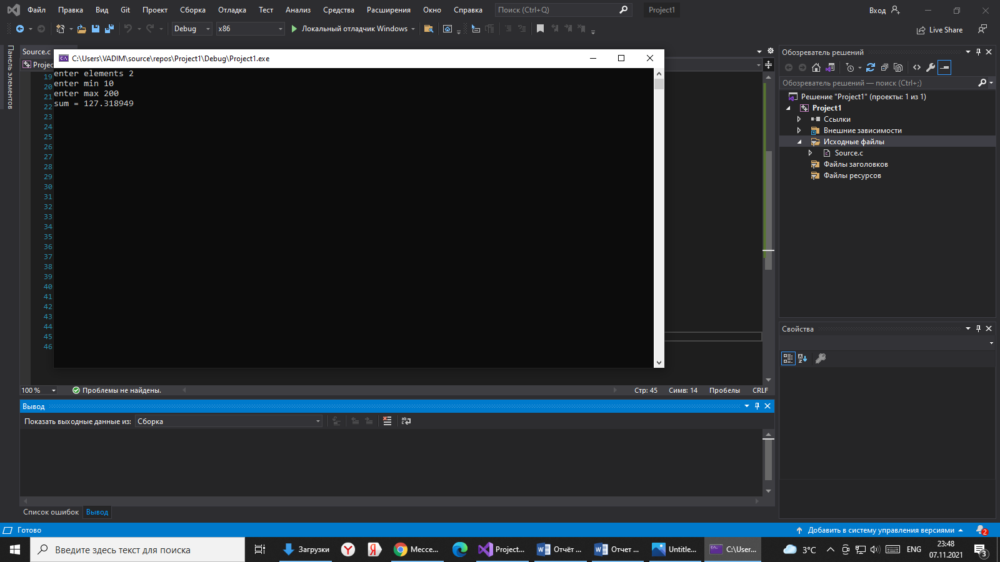 Файл Правка Вид Git Проект Сборка Отладка Тест Анализ Средства Расширения Окно Справка Поиск (Ctrl+Q) Project1 Вход
Debug x86 Локальный отладчик Windows Live Share
Панель элементов
Source.c
Projec
C:\Users\VADIM\source\repos\Project1\Debug\Project1.exe
enter elements 2
enter min 10
enter max 200
sum = 127.318949
19
20
21
22
23
24
25
26
27
28
29
30
31
32
33
34
35
36
37
38
39
40
41
42
43
44
45
46
100 % Проблемы не найдены. Стр: 45 Симв: 14 Пробелы CRLF
Вывод
Показать выходные данные из: Сборка
Список ошибок Вывод
Обозреватель решений
Обозреватель решений — поиск (Ctrl+;)
Решение "Project1" (проекты: 1 из 1)
Project1
Ссылки
Внешние зависимости
Исходные файлы
Source.c
Файлы заголовков
Файлы ресурсов
Свойства
Готово Добавить в систему управления версиями 2
Введите здесь текст для поиска Загрузки Мессе... Project... Отчёт ... Отчет ... Untitle... C:\User... 3°C ENG 23:48
07.11.2021 3